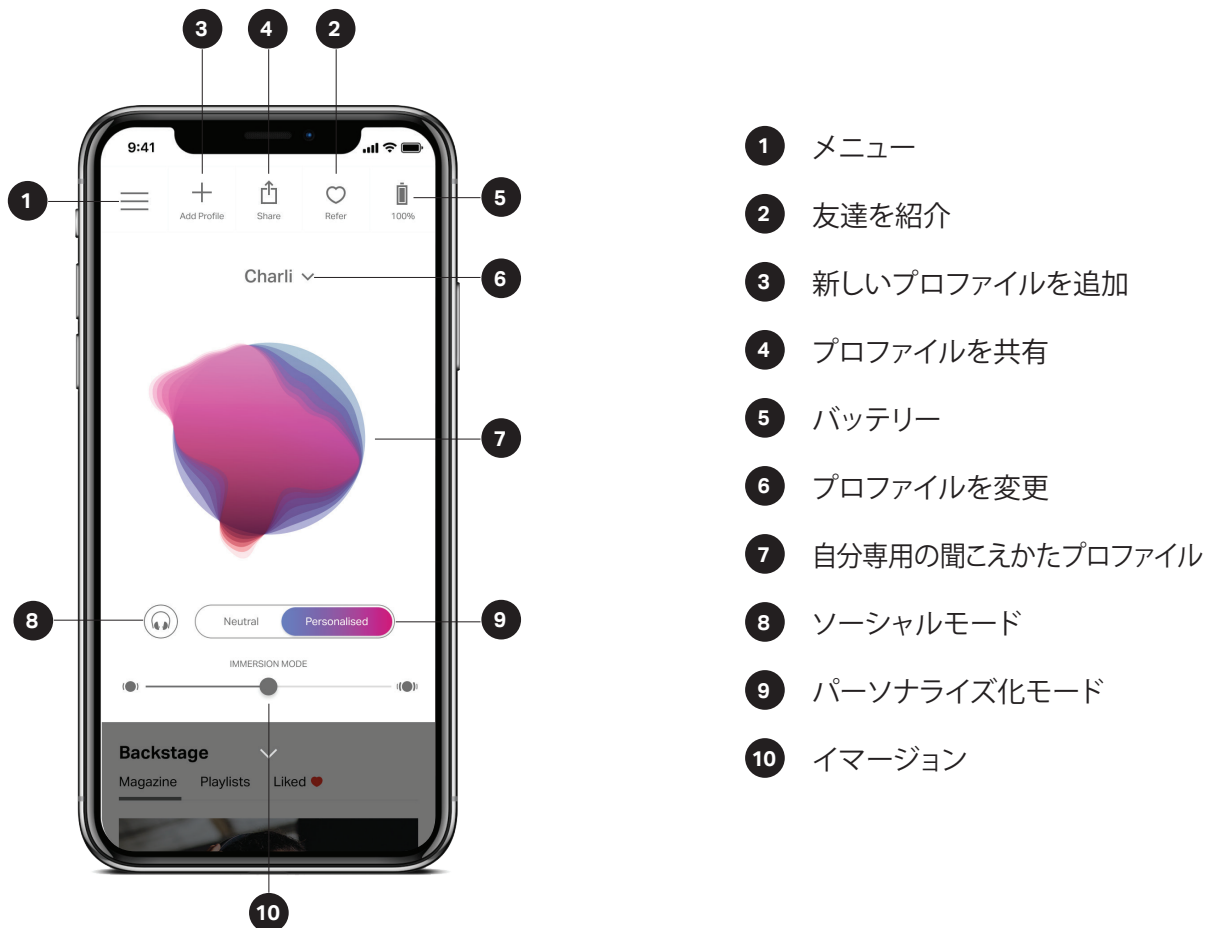 3 4 2
9:41
1
Add Profile Share Refer 100%
5
Charli
6
7
8
Neutral Personalised
9
IMMERSION MODE
Backstage
Magazine Playlists Liked
10
1 メニュー
2 友達を紹介
3 新しいプロファイルを追加
4 プロファイルを共有
5 バッテリー
6 プロファイルを変更
7 自分専用の聞こえかたプロファイル
8 ソーシャルモード
9 パーソナライズ化モード
10 イマージョン